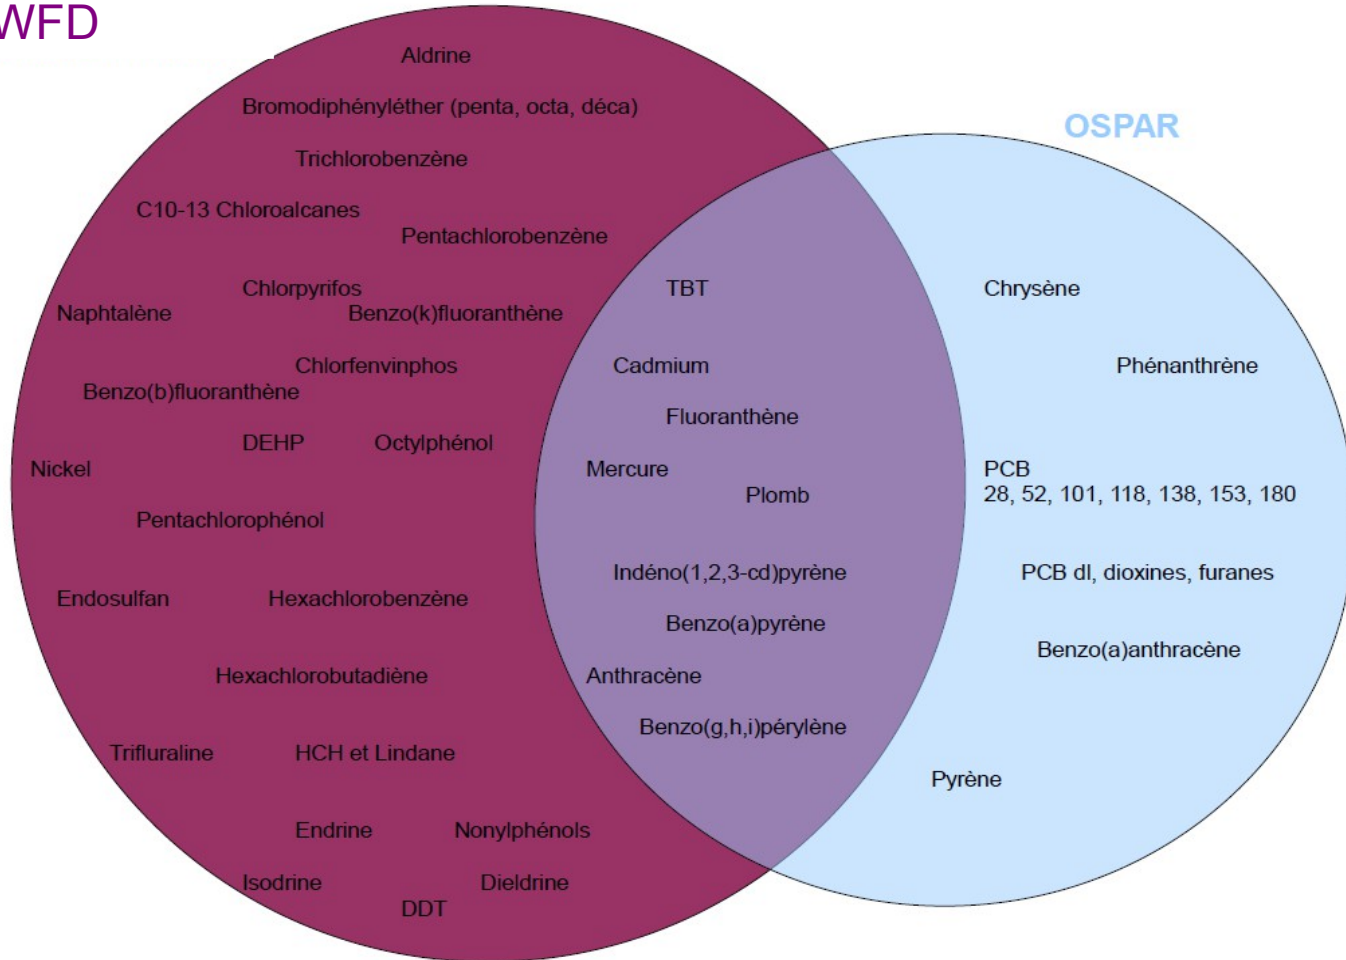 WFD
Aldrine
Bromodiphényléther (penta, octa, déca)
Trichlorobenzène
C10-13 Chloroalcanes
Pentachlorobenzène
Chlorpyrifos
Naphtalène
Benzo(k)fluoranthène
Chlorfenvinphos
Benzo(b)fluoranthène
DEHP
Octylphénol
Nickel
Pentachlorophénol
Endosulfan
Hexachlorobenzène
Hexachlorobutadiène
Trifluraline
HCH et Lindane
Endrine
Nonylphénols
Isodrine
Dieldrine
DDT
TBT
Cadmium
Fluoranthène
Mercure
Plomb
Indéno(1,2,3-cd)pyrène
Benzo(a)pyrène
Anthracène
Benzo(g,h,i)pérylène
OSPAR
Chrysène
Phénanthrène
PCB
28, 52, 101, 118, 138, 153, 180
PCB dl, dioxines, furanes
Benzo(a)anthracène
Pyrène